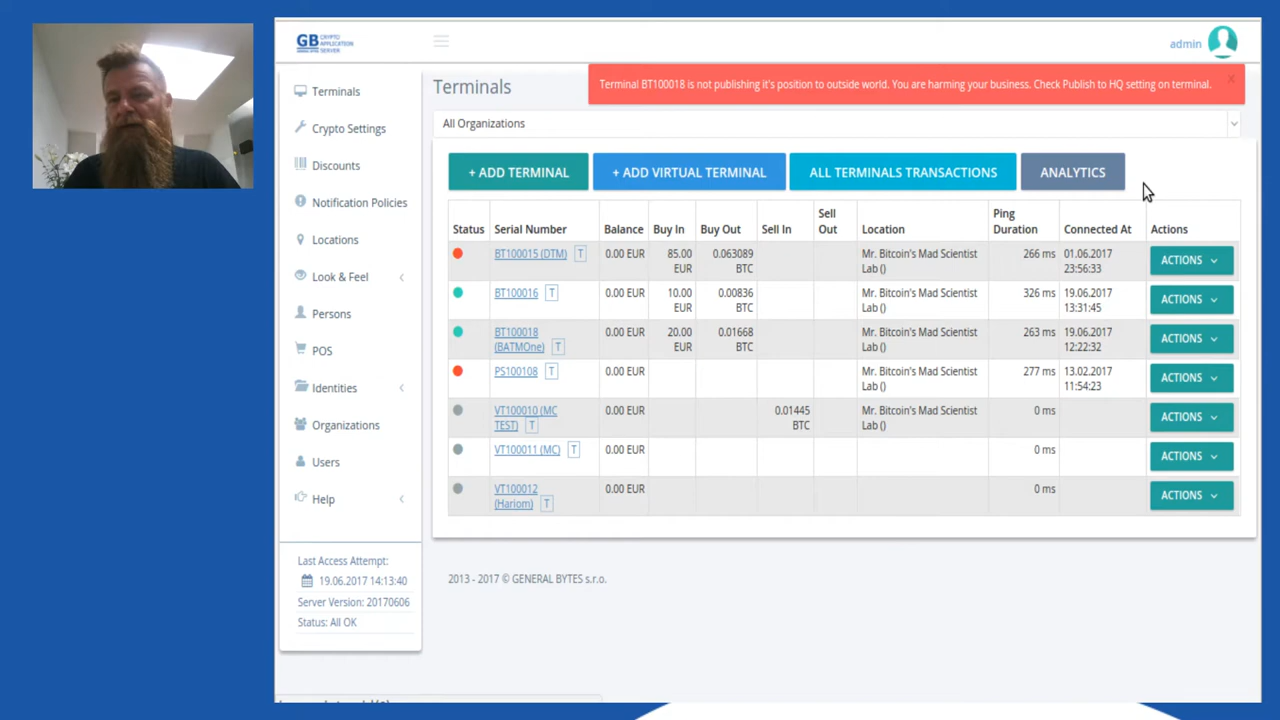 GB CRYPTO APPLICATION SERVER
admin
Terminals
Terminal BT100018 is not publishing it's position to outside world. You are harming your business. Check Publish to HQ setting on terminal.
All Organizations
+ ADD TERMINAL
+ ADD VIRTUAL TERMINAL
ALL TERMINALS TRANSACTIONS
ANALYTICS
Terminals
Crypto Settings
Discounts
Notification Policies
Locations
Look & Feel
Persons
POS
Identities
Organizations
Users
Help
Last Access Attempt:
19.06.2017 14:13:40
Server Version: 20170606
Status: All OK
Status Serial Number Balance Buy In Buy Out Sell In Sell Out Location Ping Duration Connected At Actions
BT100015 (DTM) T 0.00 EUR 85.00 EUR 0.063089 BTC Mr. Bitcoin's Mad Scientist Lab () 266 ms 01.06.2017 23:56:33 ACTIONS
BT100016 T 0.00 EUR 10.00 EUR 0.00836 BTC Mr. Bitcoin's Mad Scientist Lab () 326 ms 19.06.2017 13:31:45 ACTIONS
BT100018 (BATMOne) T 0.00 EUR 20.00 EUR 0.01668 BTC Mr. Bitcoin's Mad Scientist Lab () 263 ms 19.06.2017 12:22:32 ACTIONS
PS100108 T 0.00 EUR Mr. Bitcoin's Mad Scientist Lab () 277 ms 13.02.2017 11:54:23 ACTIONS
VT100010 (MC TEST) T 0.00 EUR 0.01445 BTC Mr. Bitcoin's Mad Scientist Lab () 0 ms ACTIONS
VT100011 (MC) T 0.00 EUR 0 ms ACTIONS
VT100012 (Hariom) T 0.00 EUR 0 ms ACTIONS
2013 - 2017 © GENERAL BYTES s.r.o.